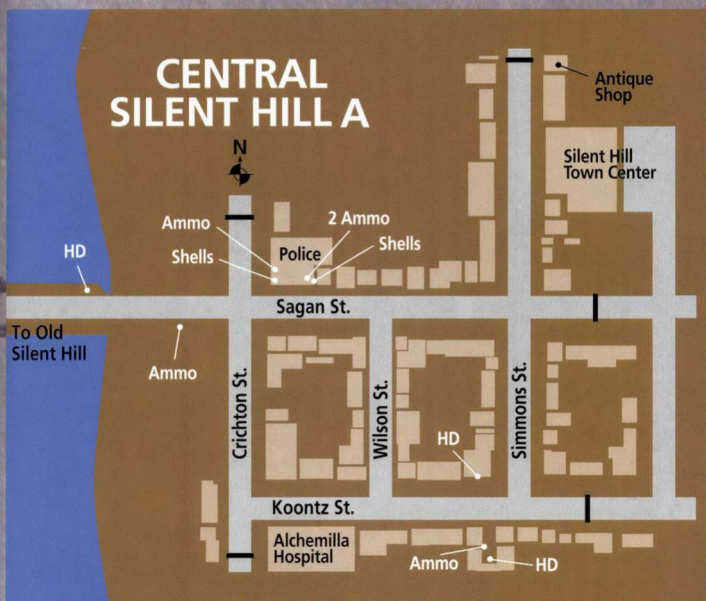 CENTRAL
SILENT HILL A
N
Antique
Shop
Silent Hill
Town Center
Ammo
2 Ammo
HD
Shells
Police
Shells
Sagan St.
To Old
Silent Hill
Ammo
Crichton St.
Wilson St.
Simmons St.
HD
Koontz St.
Alchemilla
Hospital
Ammo
HD